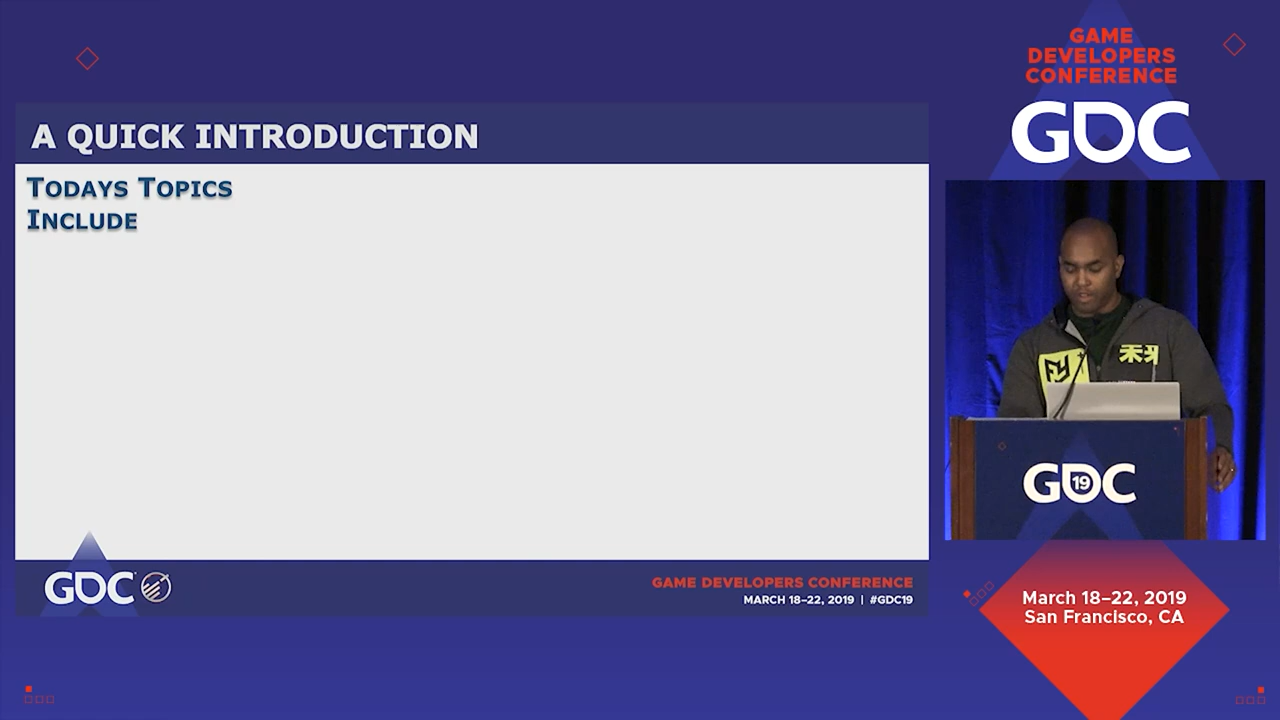 GAME
DEVELOPERS
CONFERENCE
GDC
A QUICK INTRODUCTION
TODAYS TOPICS
INCLUDE
FY
GDC
19
GDC
GAME DEVELOPERS CONFERENCE
MARCH 18–22, 2019 | #GDC19
March 18–22, 2019
San Francisco, CA